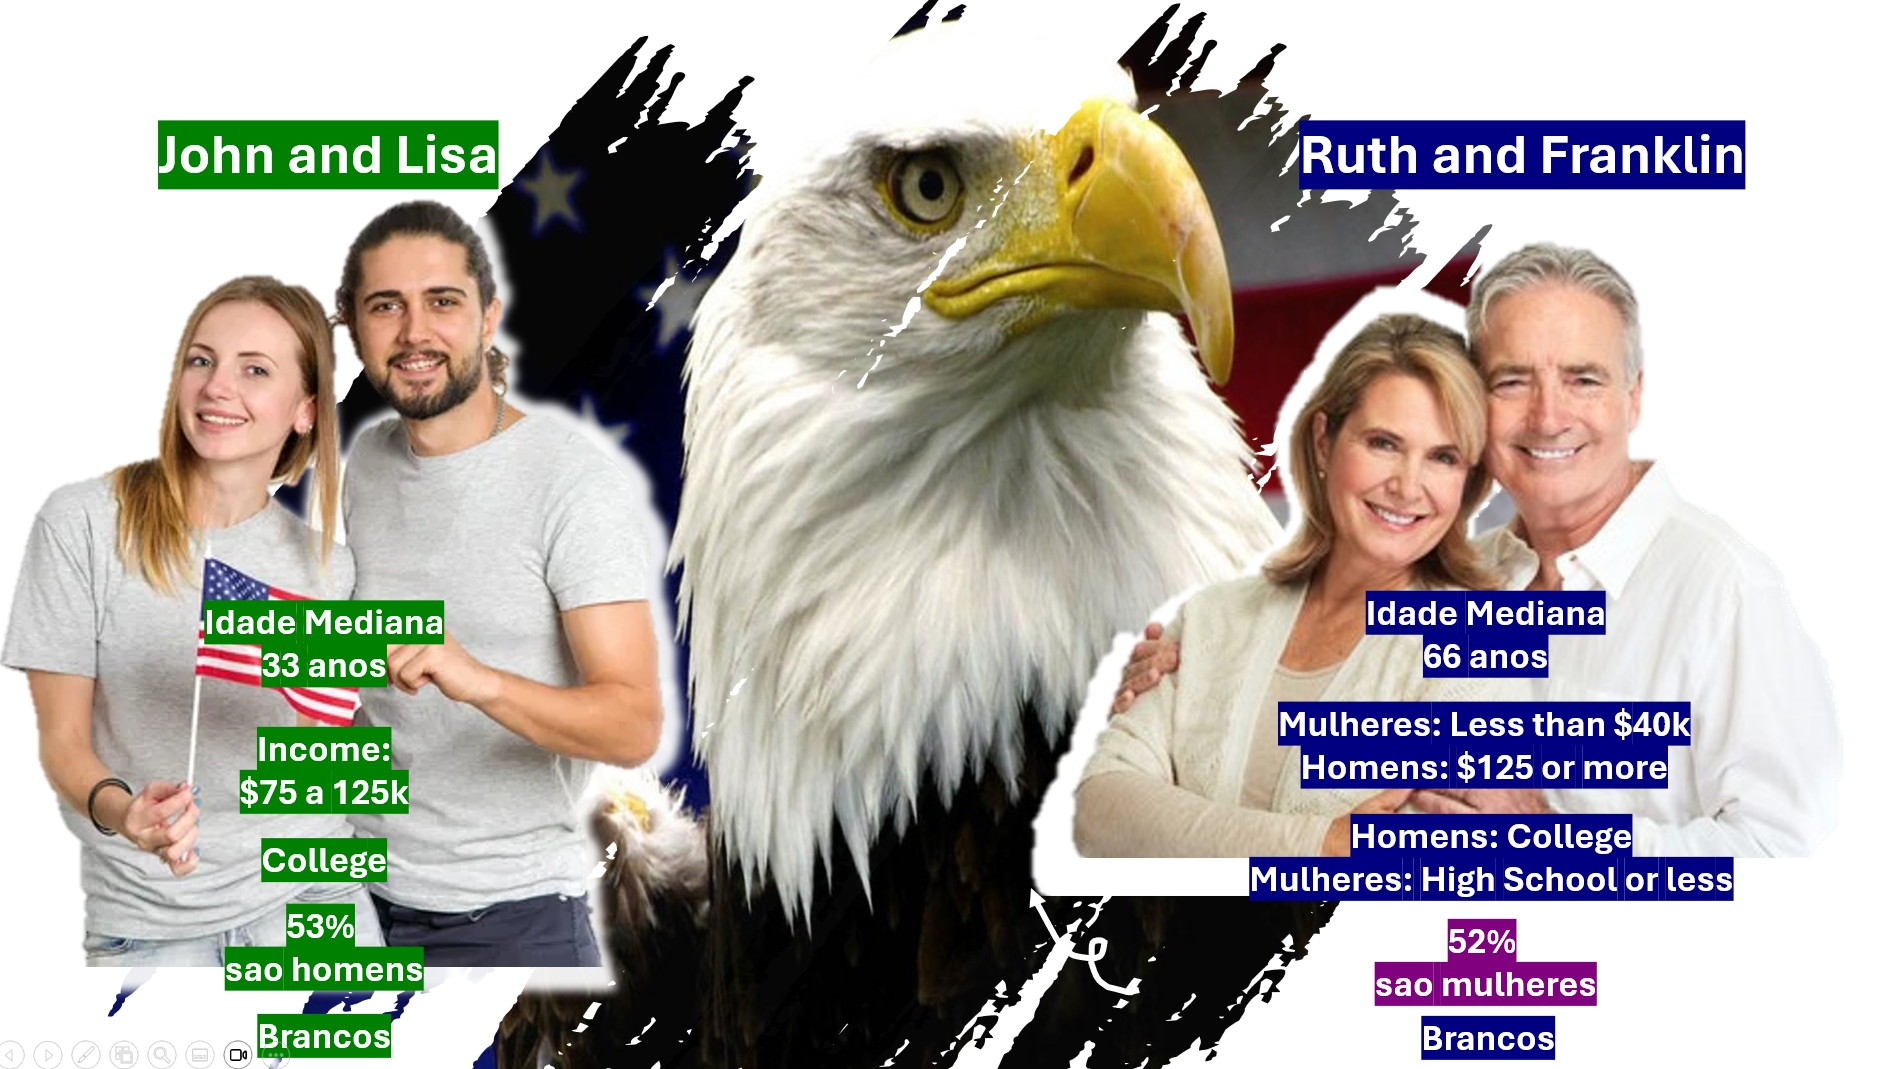 John and Lisa
Idade Mediana
33 anos
Income:
$75 a 125k
College
53%
sao homens
Brancos
Ruth and Franklin
Idade Mediana
66 anos
Mulheres: Less than $40k
Homens: $125 or more
Homens: College
Mulheres: High School or less
52%
sao mulheres
Brancos